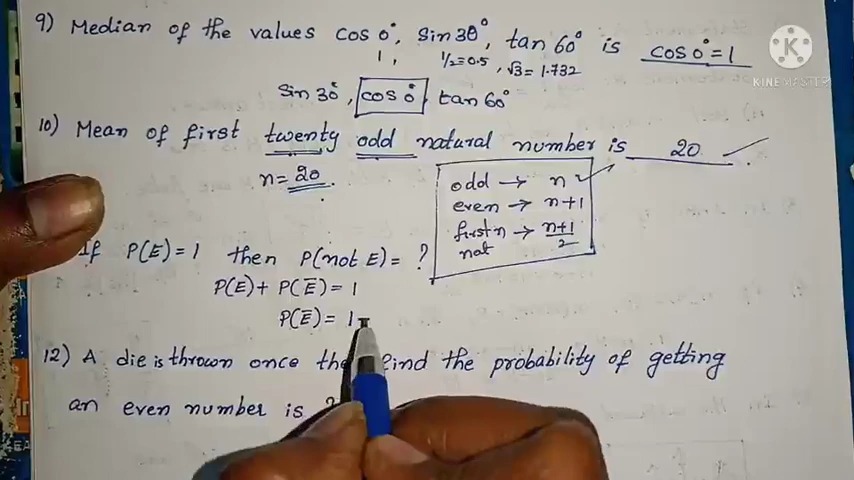 9) Median of the values cos 0°, sin 30°, tan 60° is cos 0° = 1
1, 1/2 = 0.5, √3 = 1.732
sin 30°, cos 0°, tan 60°
10) Mean of first twenty odd natural number is 20 ✓
n = 20.
odd → n
even → n+1
first n nat → n+1/2
If P(E) = 1 then P(not E) = ?
P(E) + P(E̅) = 1
P(E̅) = 1 -
12) A die is thrown once the find the probability of getting
an even number is
K
KINEMASTER